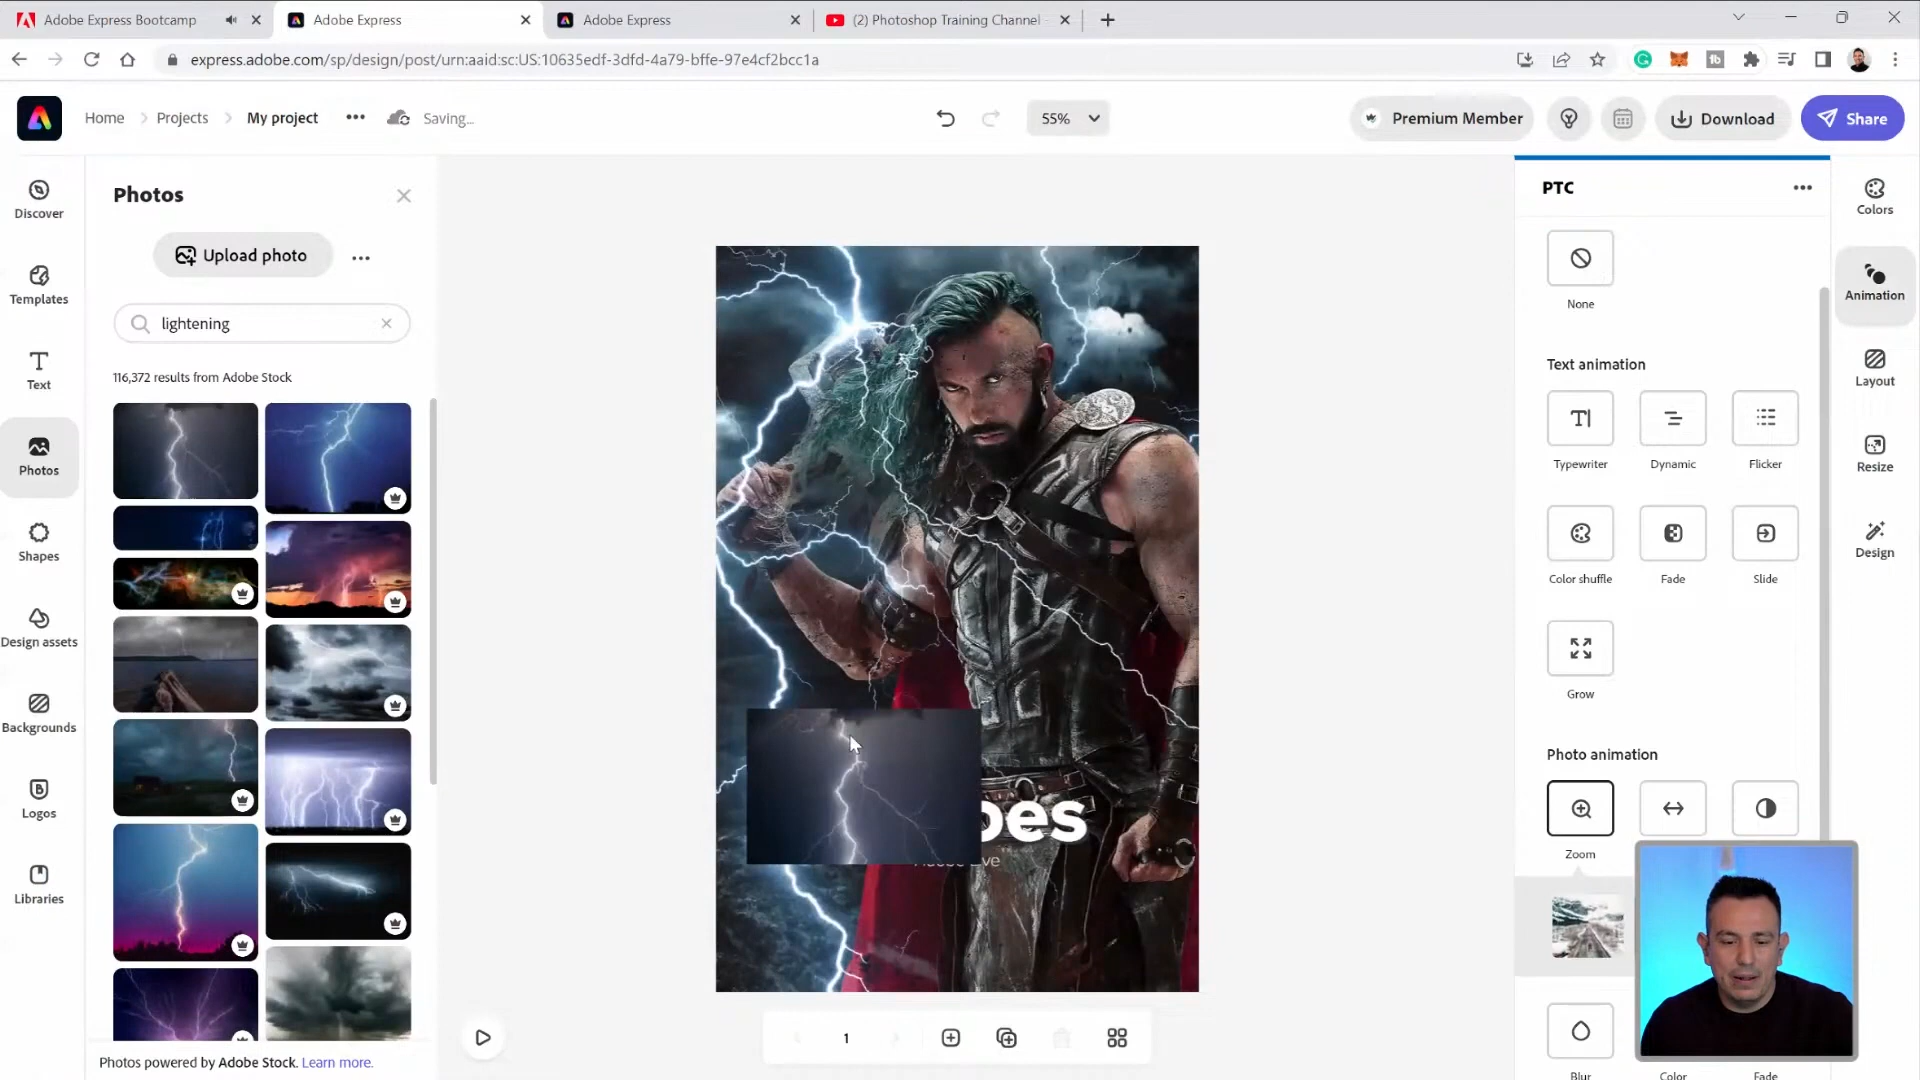 Adobe Express Bootcamp
Adobe Express
Adobe Express
(2) Photoshop Training Channel -
express.adobe.com/sp/design/post/urn:aaid:sc:US:10635edf-3dfd-4a79-bffe-97e4cf2bcc1a
Home
Projects
My project
Saving...
55%
Premium Member
Download
Share
Discover
Templates
Text
Photos
Shapes
Design assets
Backgrounds
Logos
Libraries
Photos
Upload photo
lightening
116,372 results from Adobe Stock
Photos powered by Adobe Stock. Learn more.
oes
1
PTC
None
Text animation
Typewriter
Dynamic
Flicker
Color shuffle
Fade
Slide
Grow
Photo animation
Zoom
Blur
Color
Fade
Colors
Animation
Layout
Resize
Design